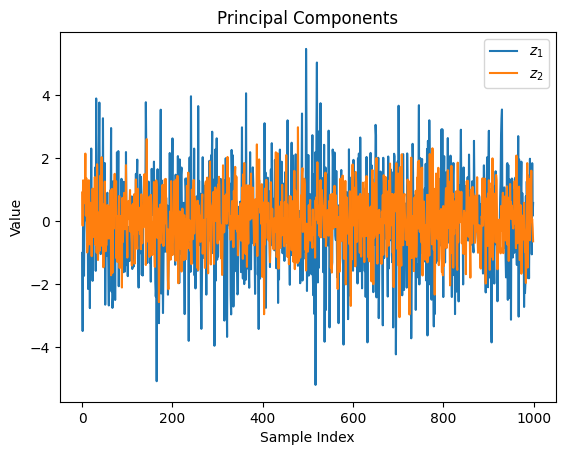 Principal Components
z₁
z₂
Value
4
2
0
−2
−4
0
200
400
600
800
1000
Sample Index